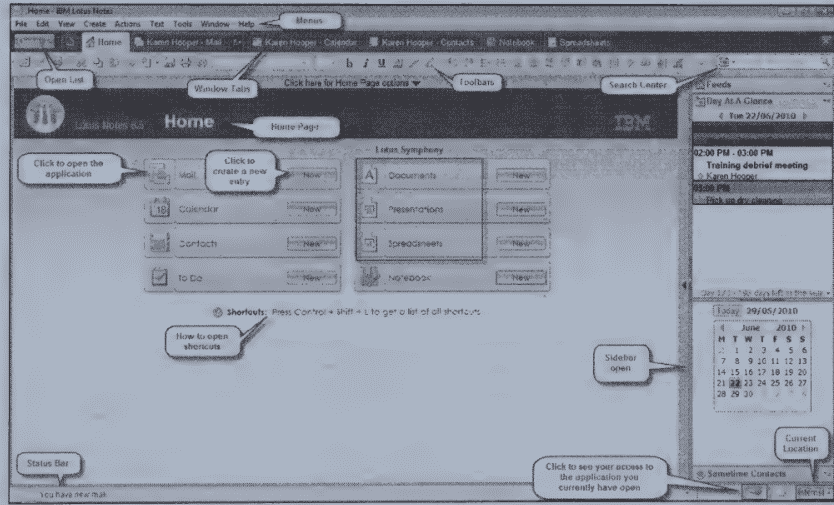 Home - IBM Lotus Notes
File Edit View Create Actions Text Tools Window Help
Menus
Home
Karen Hooper - Mail
Karen Hooper - Calendar
Karen Hooper - Contacts
Notebook
Spreadsheets
Open List
Window Tabs
Click here for Home Page options
Toolbars
Search Center
Feeds
Day At A Glance
Tue 22/06/2010
Lotus Notes 8.5
Home
Home Page
IBM
02:00 PM - 03:00 PM
Training debrief meeting
Karen Hooper
03:00 PM
Pick up dry cleaning
Lotus Symphony
Click to open the
application
Mail
Click to
create a new
entry
New
Documents
New
Calendar
New
Presentations
New
Contact
New
Spreadsheets
New
To Do
New
Notebook
New
Shortcuts: Press Control + Shift + L to get a list of all shortcuts
How to open
shortcuts
Sidebar
open
Today 29/05/2010
June 2010
M T W T F S S
1 2 3 4 5 6
7 8 9 10 11 12 13
14 15 16 17 18 19 20
21 22 23 24 25 26 27
28 29 30
Current
Location
Status Bar
Click to see your access to
the application you
currently have open
Sametime Contacts
You have new mail
Internet